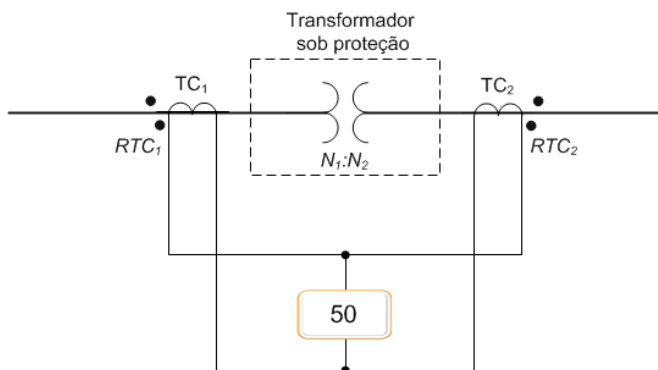 Transformador
sob proteção
TC₁
TC₂
RTC₁
N₁:N₂
RTC₂
50